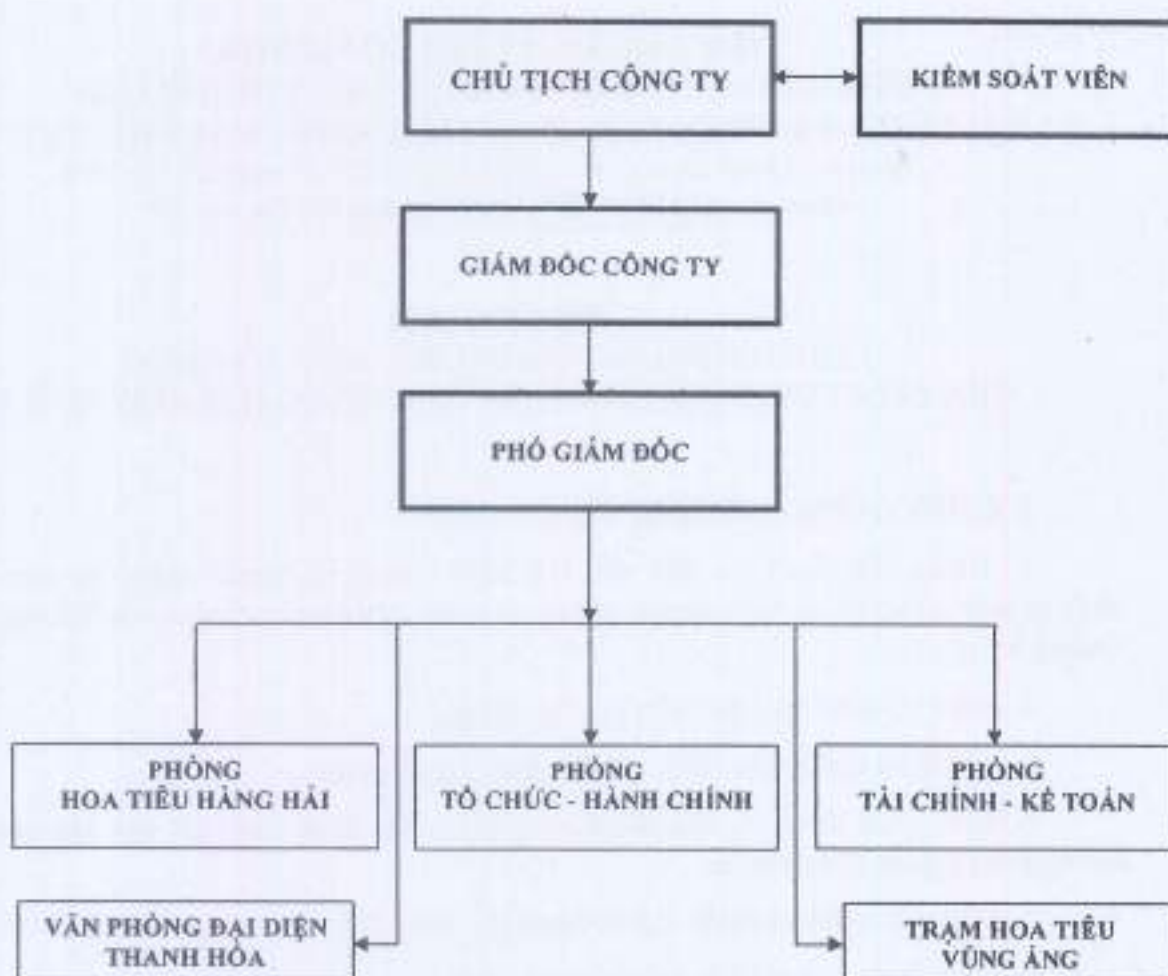 CHỦ TỊCH CÔNG TY
KIỂM SOÁT VIÊN
GIÁM ĐỐC CÔNG TY
PHÓ GIÁM ĐỐC
PHÒNG
HOA TIÊU HÀNG HẢI
PHÒNG
TỔ CHỨC - HÀNH CHÍNH
PHÒNG
TÀI CHÍNH - KẾ TOÁN
VĂN PHÒNG ĐẠI DIỆN
THANH HÓA
TRẠM HOA TIÊU
VŨNG ÁNG